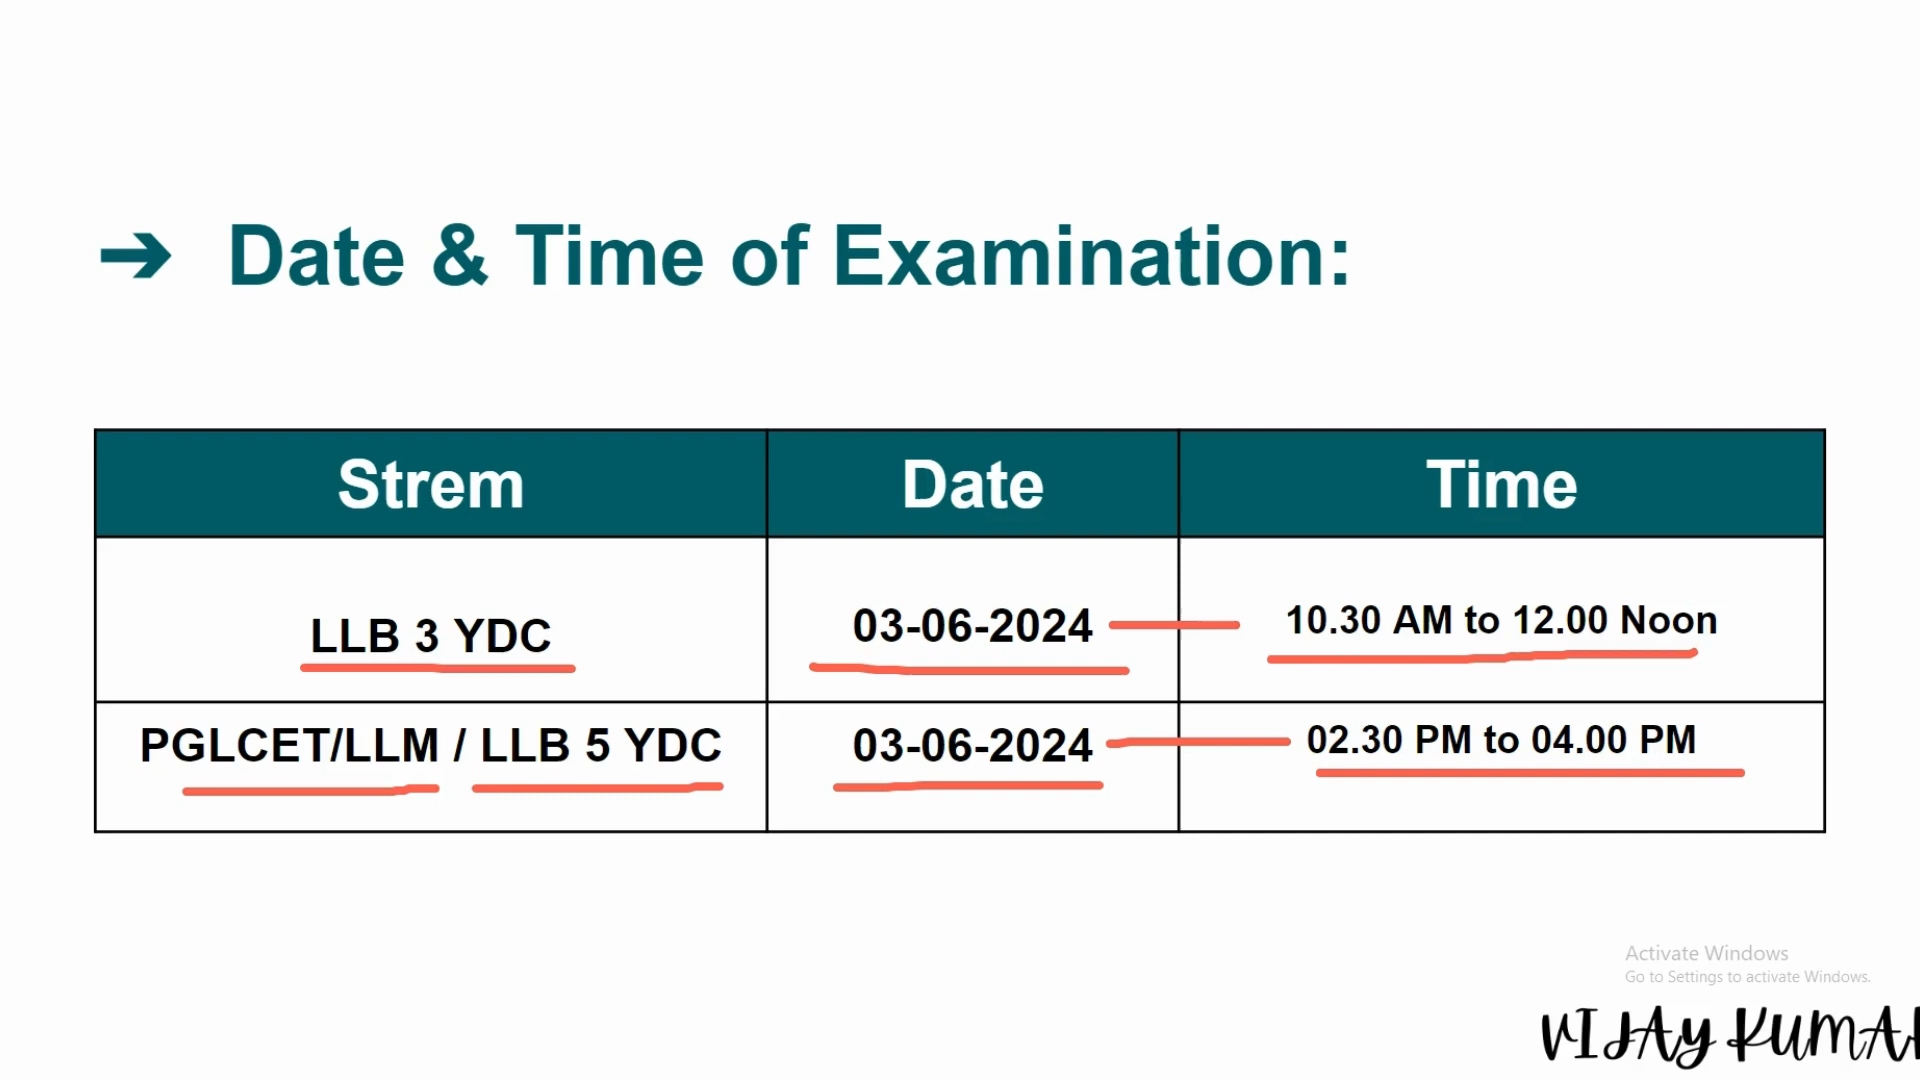 ➔ Date & Time of Examination:
Strem Date Time
LLB 3 YDC 03-06-2024 10.30 AM to 12.00 Noon
PGLCET/LLM / LLB 5 YDC 03-06-2024 02.30 PM to 04.00 PM
Activate Windows
Go to Settings to activate Windows.
VIJAY KUMAR